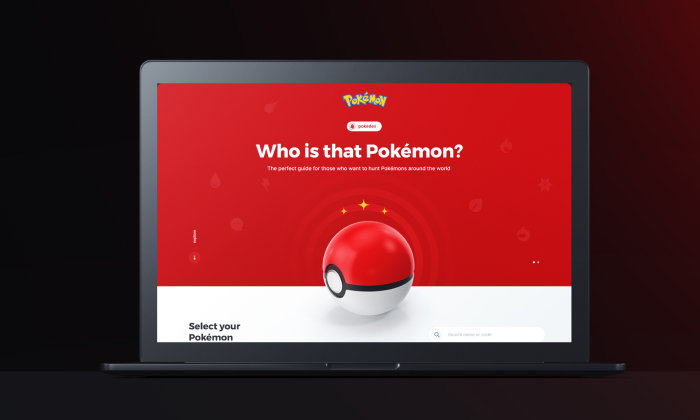 POKéMON
pokedex
Who is that Pokémon?
The perfect guide for those who want to hunt Pokémons around the world
explore
Select your
Pokémon
Search name or code